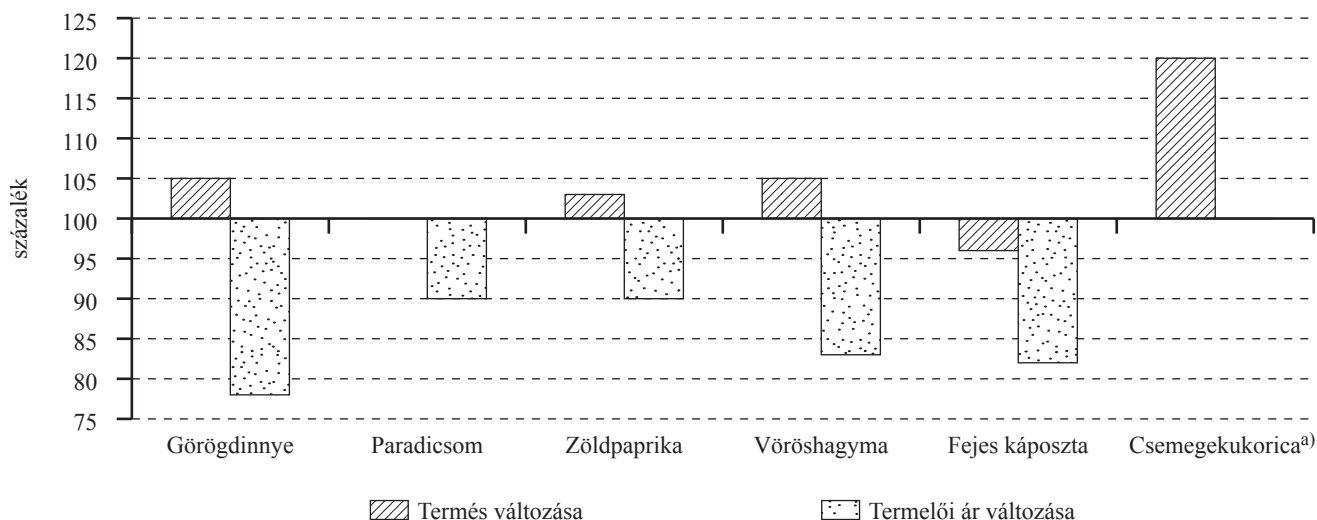 125
120
115
110
105
100
95
90
85
80
75
százalék
Görögdinnye
Paradicsom
Zöldpaprika
Vöröshagyma
Fejes káposzta
Csemegekukorica a)
Termés változása
Termelői ár változása